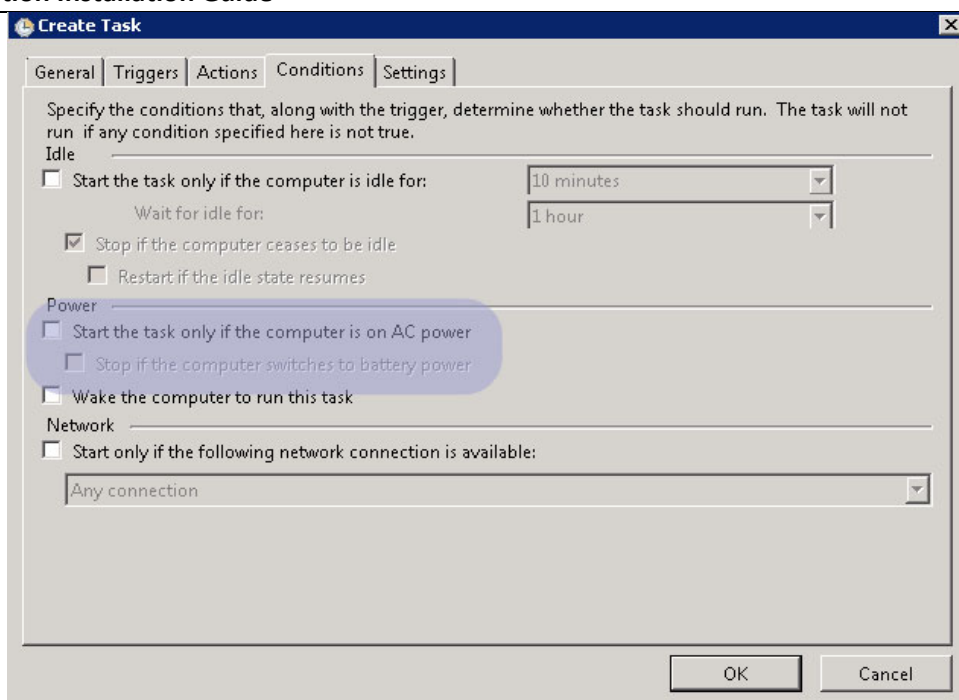 Create Task
General Triggers Actions Conditions Settings
Specify the conditions that, along with the trigger, determine whether the task should run. The task will not
run if any condition specified here is not true.
Idle
Start the task only if the computer is idle for: 10 minutes
Wait for idle for: 1 hour
Stop if the computer ceases to be idle
Restart if the idle state resumes
Power
Start the task only if the computer is on AC power
Stop if the computer switches to battery power
Wake the computer to run this task
Network
Start only if the following network connection is available:
Any connection
OK Cancel